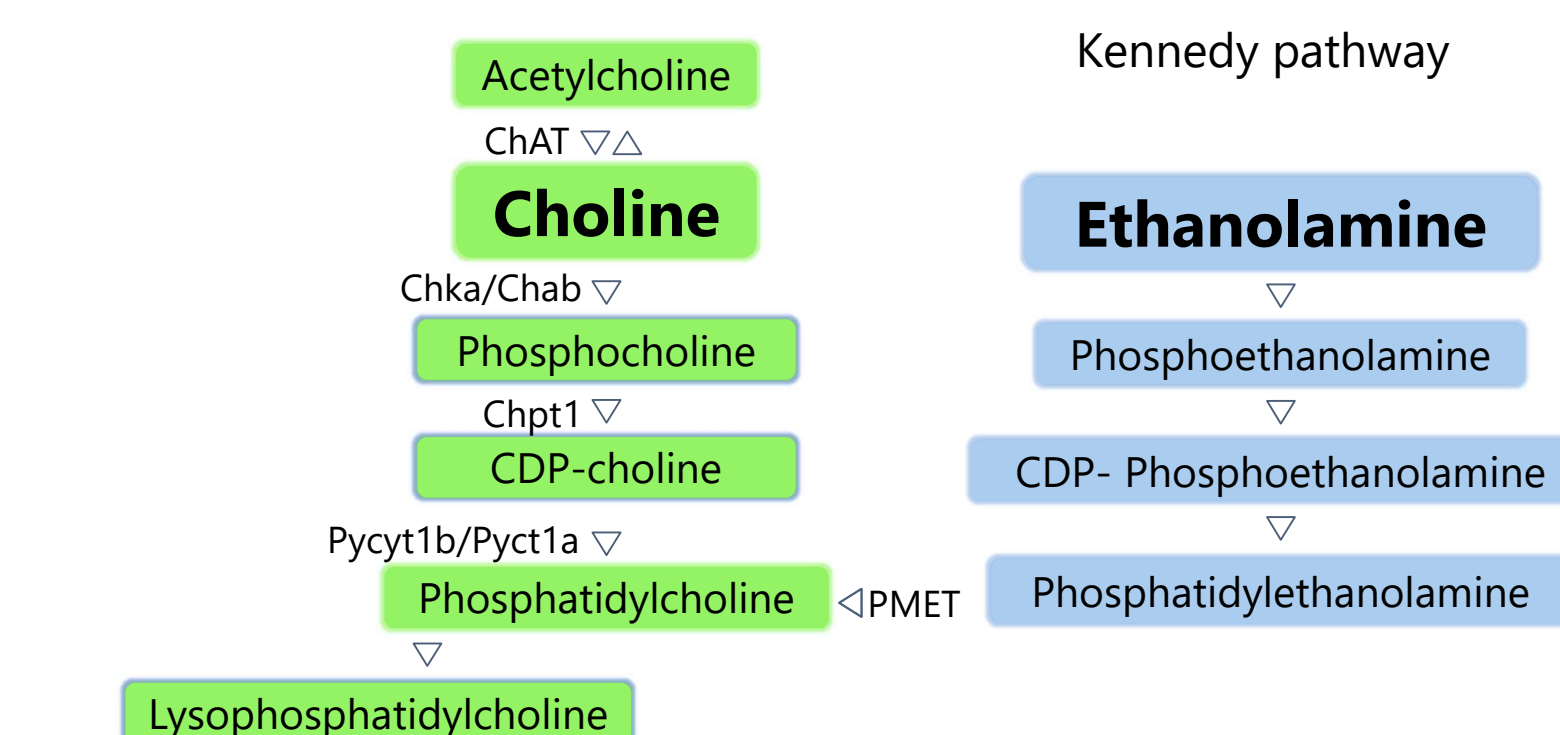 Kennedy pathway
Acetylcholine
ChAT ▽△
Choline
Chka/Chab ▽
Phosphocholine
Chpt1 ▽
CDP-choline
Pycyt1b/Pyct1a ▽
Phosphatidylcholine
◁PMET
▽
Lysophosphatidylcholine
Ethanolamine
▽
Phosphoethanolamine
▽
CDP- Phosphoethanolamine
▽
Phosphatidylethanolamine